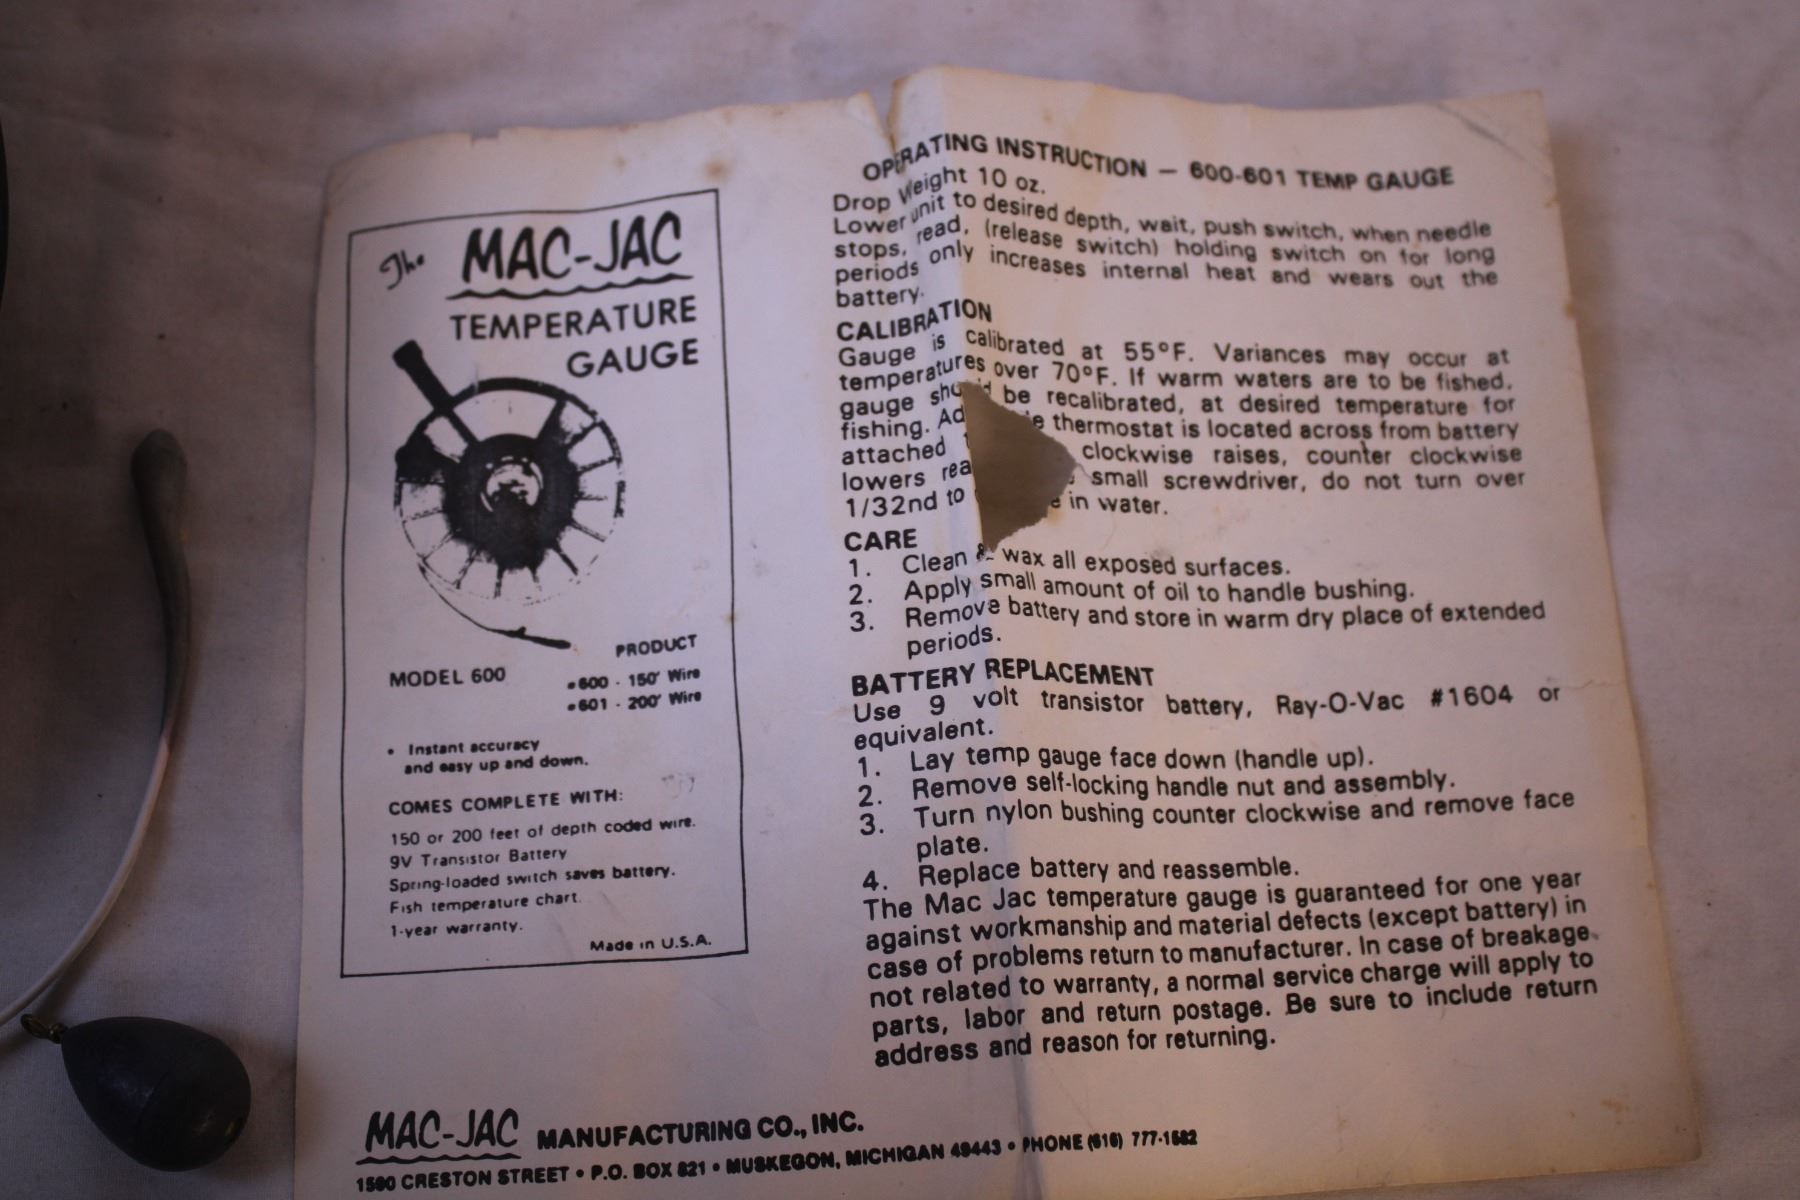 The MAC-JAC
TEMPERATURE
GAUGE
PRODUCT
MODEL 600
•600 - 150' Wire
•601 - 200' Wire
• Instant accuracy
and easy up and down.
COMES COMPLETE WITH:
150 or 200 feet of depth coded wire.
9V Transistor Battery
Spring-loaded switch saves battery.
Fish temperature chart.
1-year warranty.
Made in U.S.A.
OPERATING INSTRUCTION — 600-601 TEMP GAUGE
Drop Weight 10 oz.
Lower unit to desired depth, wait, push switch, when needle
stops, read, (release switch) holding switch on for long
periods only increases internal heat and wears out the
battery.
CALIBRATION
Gauge is calibrated at 55°F. Variances may occur at
temperatures over 70°F. If warm waters are to be fished,
gauge should be recalibrated, at desired temperature for
fishing. Ad e thermostat is located across from battery
attached clockwise raises, counter clockwise
lowers rea small screwdriver, do not turn over
1/32nd to in water.
CARE
1. Clean & wax all exposed surfaces.
2. Apply small amount of oil to handle bushing.
3. Remove battery and store in warm dry place of extended
periods.
BATTERY REPLACEMENT
Use 9 volt transistor battery, Ray-O-Vac #1604 or
equivalent.
1. Lay temp gauge face down (handle up).
2. Remove self-locking handle nut and assembly.
3. Turn nylon bushing counter clockwise and remove face
plate.
4. Replace battery and reassemble.
The Mac Jac temperature gauge is guaranteed for one year
against workmanship and material defects (except battery) in
case of problems return to manufacturer. In case of breakage
not related to warranty, a normal service charge will apply to
parts, labor and return postage. Be sure to include return
address and reason for returning.
MAC-JAC MANUFACTURING CO., INC.
1590 CRESTON STREET • P.O. BOX 821 • MUSKEGON, MICHIGAN 49443 • PHONE (616) 777-1682